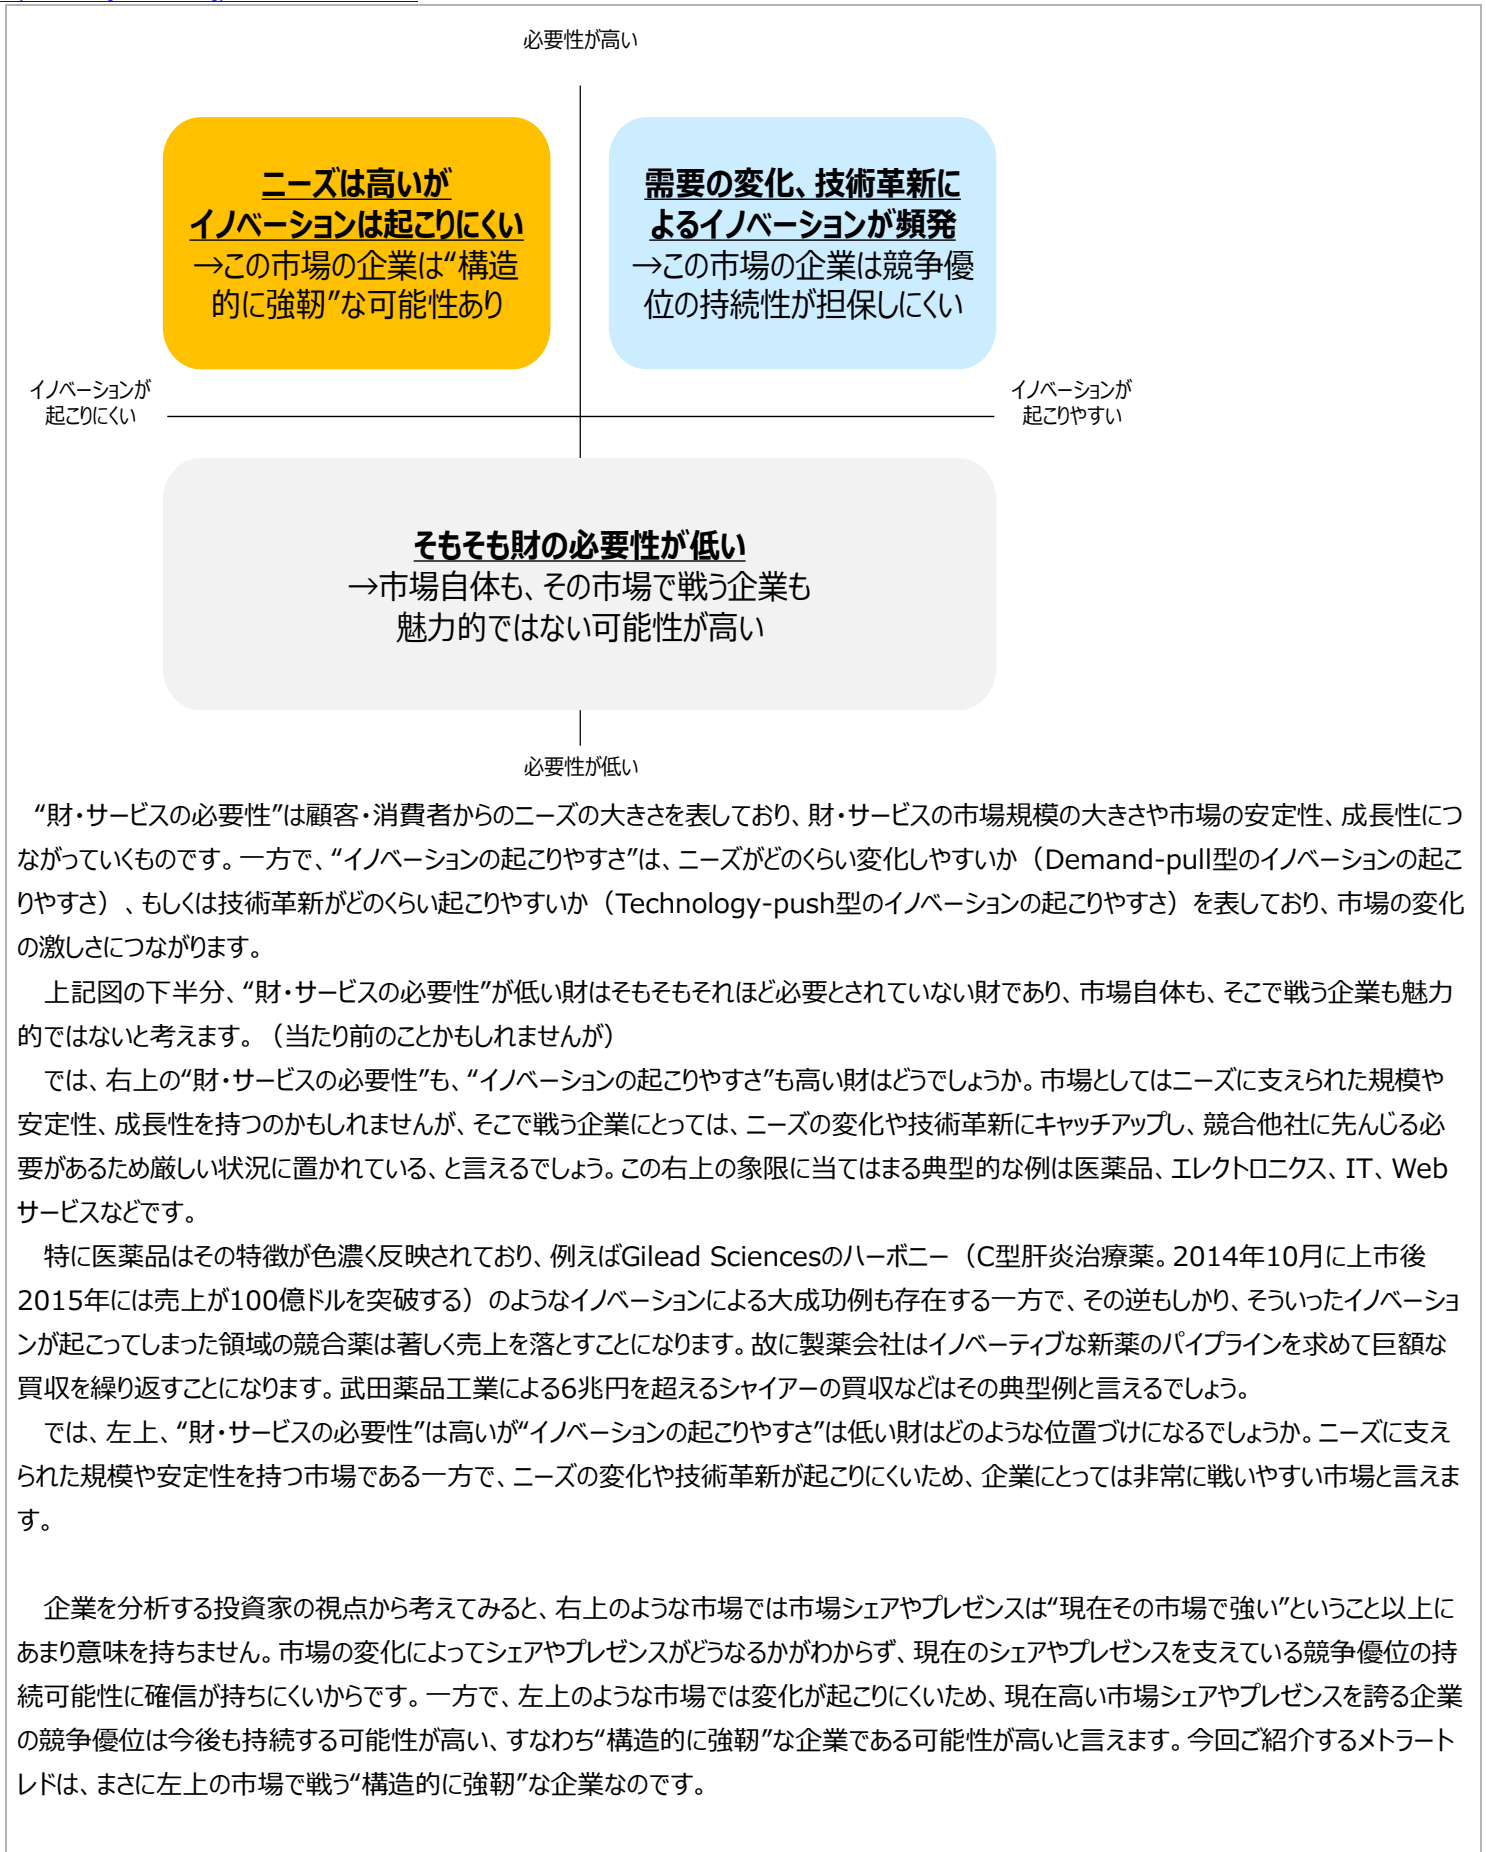 必要性が高い
ニーズは高いが
イノベーションは起こりにくい
→この市場の企業は“構造
的に強靭”な可能性あり
需要の変化、技術革新に
よるイノベーションが頻発
→この市場の企業は競争優
位の持続性が担保しにくい
イノベーションが
起こりにくい
イノベーションが
起こりやすい
そもそも財の必要性が低い
→市場自体も、その市場で戦う企業も
魅力的ではない可能性が高い
必要性が低い
“財・サービスの必要性”は顧客・消費者からのニーズの大きさを表しており、財・サービスの市場規模の大きさや市場の安定性、成長性につ
ながっていくものです。一方で、“イノベーションの起こりやすさ”は、ニーズがどのくらい変化しやすいか（Demand-pull型のイノベーションの起こ
りやすさ）、もしくは技術革新がどのくらい起こりやすいか（Technology-push型のイノベーションの起こりやすさ）を表しており、市場の変化
の激しさにつながります。
上記図の下半分、“財・サービスの必要性”が低い財はそもそもそれほど必要とされていない財であり、市場自体も、そこで戦う企業も魅力
的ではないと考えます。（当たり前のことかもしれませんが）
では、右上の“財・サービスの必要性”も、“イノベーションの起こりやすさ”も高い財はどうでしょうか。市場としてはニーズに支えられた規模や
安定性、成長性を持つのかもしれませんが、そこで戦う企業にとっては、ニーズの変化や技術革新にキャッチアップし、競合他社に先んじる必
要があるため厳しい状況に置かれている、と言えるでしょう。この右上の象限に当てはまる典型的な例は医薬品、エレクトロニクス、IT、Web
サービスなどです。
特に医薬品はその特徴が色濃く反映されており、例えばGilead Sciencesのハーボニー（C型肝炎治療薬。2014年10月に上市後
2015年には売上が100億ドルを突破する）のようなイノベーションによる大成功例も存在する一方で、その逆もしかり、そういったイノベーショ
ンが起こってしまった領域の競合薬は著しく売上を落とすことになります。故に製薬会社はイノベーティブな新薬のパイプラインを求めて巨額な
買収を繰り返すことになります。武田薬品工業による6兆円を超えるシャイアーの買収などはその典型例と言えるでしょう。
では、左上、“財・サービスの必要性”は高いが“イノベーションの起こりやすさ”は低い財はどのような位置づけになるでしょうか。ニーズに支え
られた規模や安定性を持つ市場である一方で、ニーズの変化や技術革新が起こりにくいため、企業にとっては非常に戦いやすい市場と言えま
す。
企業を分析する投資家の視点から考えてみると、右上のような市場では市場シェアやプレゼンスは“現在その市場で強い”ということ以上に
あまり意味を持ちません。市場の変化によってシェアやプレゼンスがどうなるかがわからず、現在のシェアやプレゼンスを支えている競争優位の持
続可能性に確信が持ちにくいからです。一方で、左上のような市場では変化が起こりにくいため、現在高い市場シェアやプレゼンスを誇る企業
の競争優位は今後も持続する可能性が高い、すなわち“構造的に強靭”な企業である可能性が高いと言えます。今回ご紹介するメトラート
レドは、まさに左上の市場で戦う“構造的に強靭”な企業なのです。